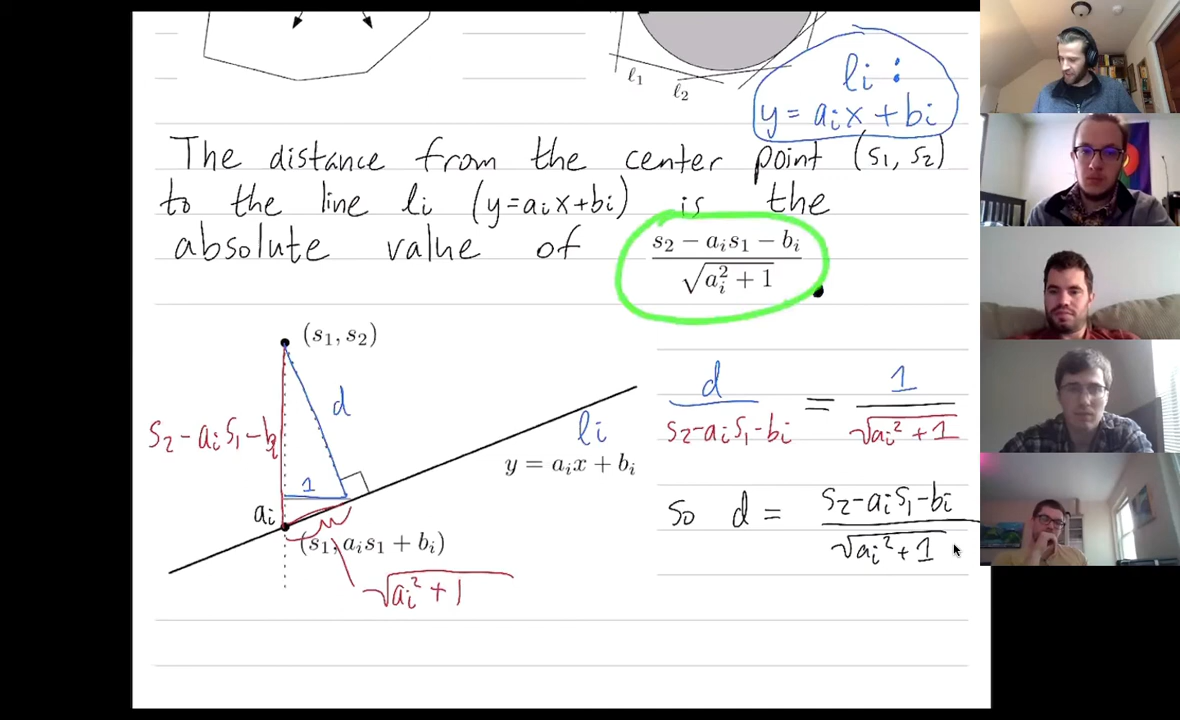 ℓ₁
ℓ₂
ℓi :
y = aᵢx + bᵢ
The distance from the center point (s₁, s₂)
to the line ℓi (y=aᵢx+bᵢ) is the
absolute value of (s₂ − aᵢs₁ − bᵢ)/√(aᵢ² + 1) .
(s₁, s₂)
d
s₂−aᵢs₁−bᵢ
1
aᵢ
ℓi
y = aᵢx + bᵢ
(s₁, aᵢs₁ + bᵢ)
√(aᵢ² + 1)
d/(s₂−aᵢs₁−bᵢ) = 1/√(aᵢ² + 1)
So d = (s₂−aᵢs₁−bᵢ)/√(aᵢ² + 1)